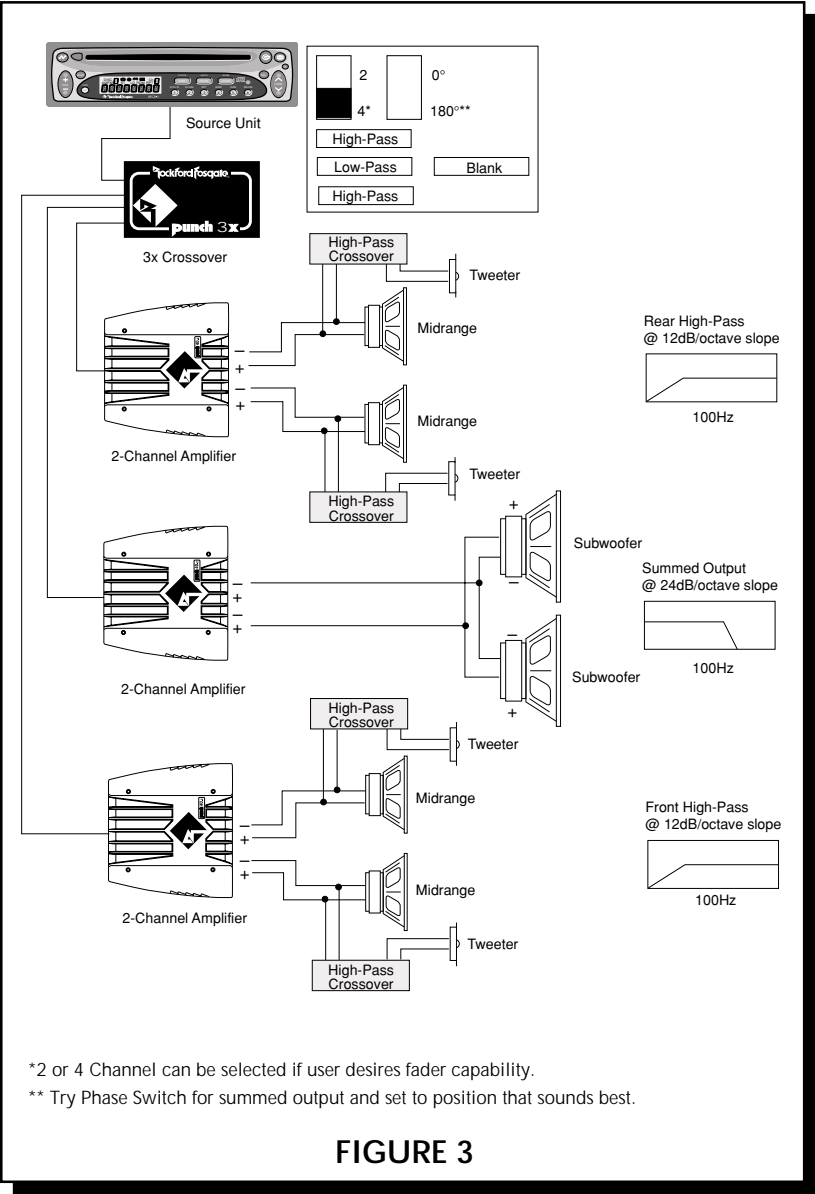 Source Unit
2
0°
4*
180°**
High-Pass
Low-Pass
Blank
High-Pass
Rockford Fosgate
punch 3x
3x Crossover
High-Pass
Crossover
Tweeter
Midrange
–
+
–
+
Midrange
2-Channel Amplifier
Tweeter
High-Pass
Crossover
Rear High-Pass
@ 12dB/octave slope
100Hz
+
–
Subwoofer
–
+
–
+
–
+
Subwoofer
2-Channel Amplifier
Summed Output
@ 24dB/octave slope
100Hz
High-Pass
Crossover
Tweeter
Midrange
–
+
–
+
Midrange
2-Channel Amplifier
Tweeter
High-Pass
Crossover
Front High-Pass
@ 12dB/octave slope
100Hz
*2 or 4 Channel can be selected if user desires fader capability.
** Try Phase Switch for summed output and set to position that sounds best.
FIGURE 3